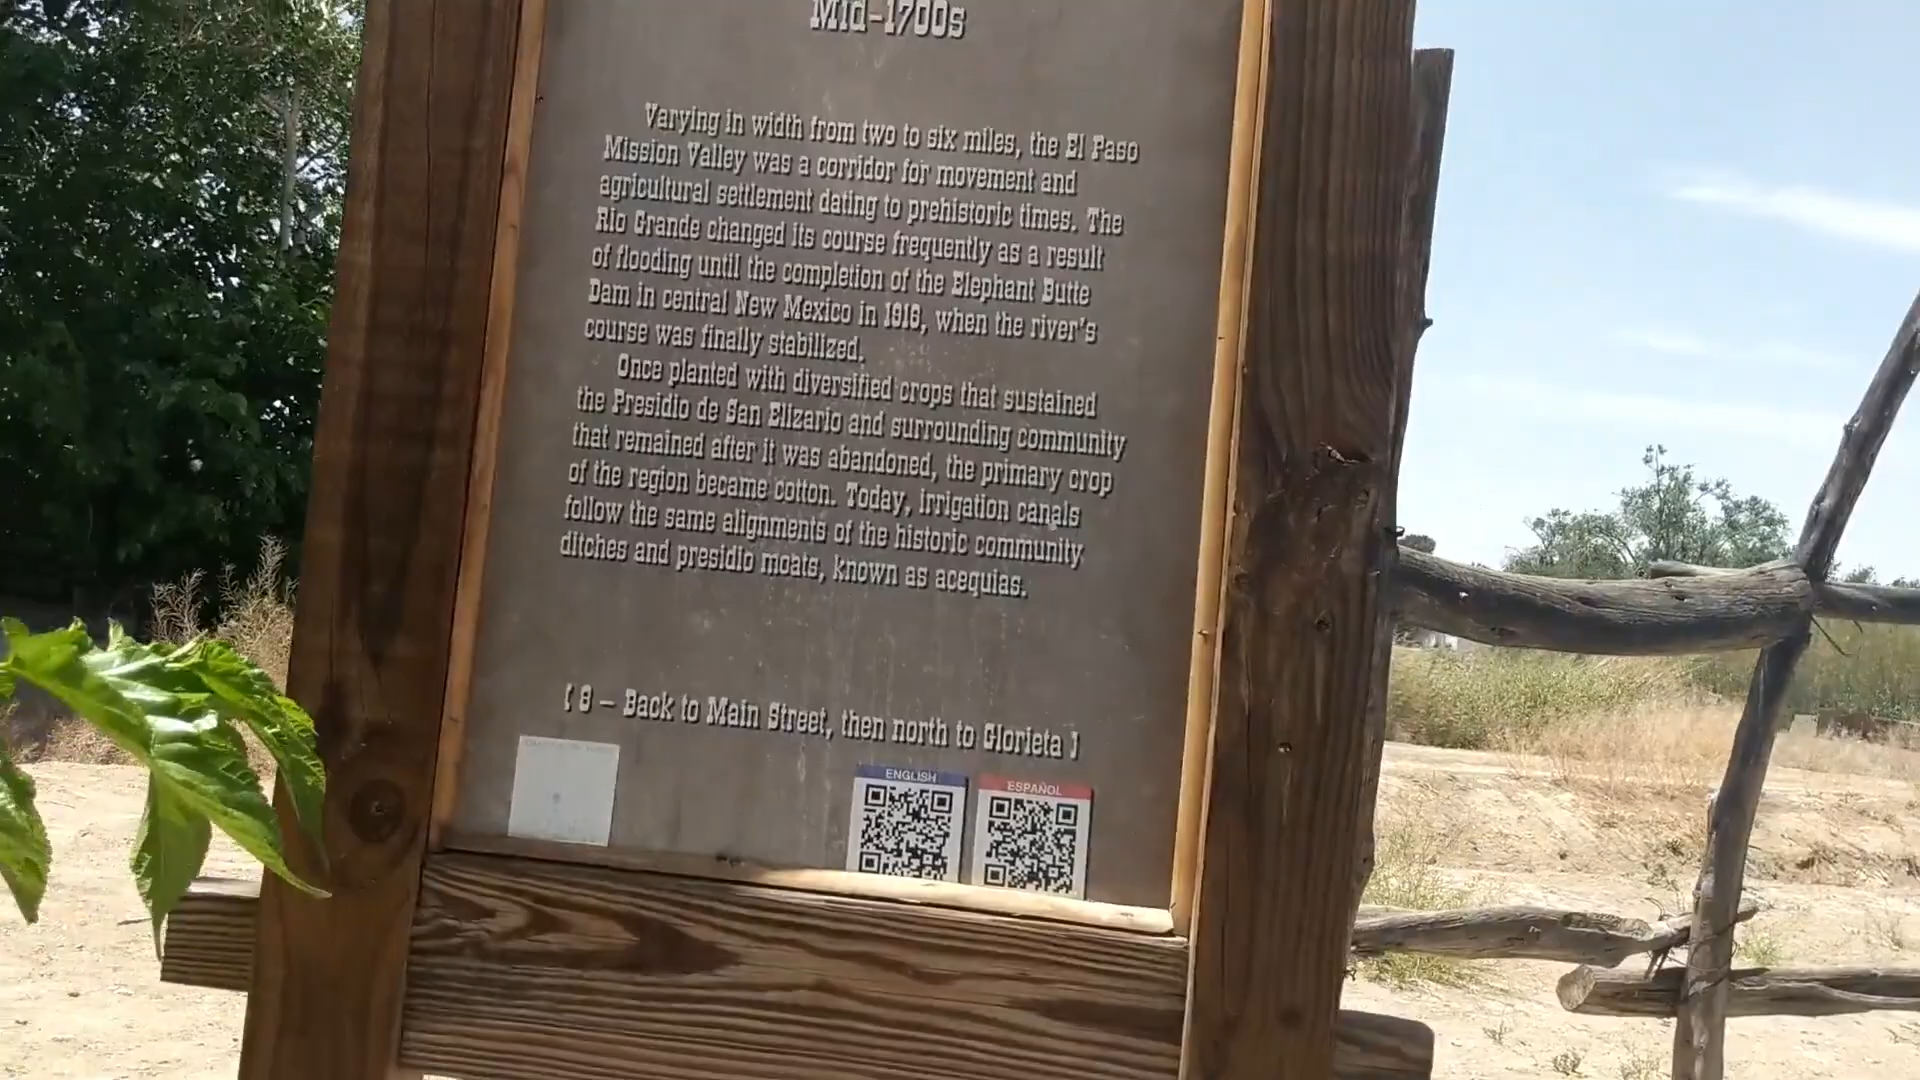 Mid-1700s
Varying in width from two to six miles, the El Paso
Mission Valley was a corridor for movement and
agricultural settlement dating to prehistoric times. The
Rio Grande changed its course frequently as a result
of flooding until the completion of the Elephant Butte
Dam in central New Mexico in 1916, when the river's
course was finally stabilized.
Once planted with diversified crops that sustained
the Presidio de San Elizario and surrounding community
that remained after it was abandoned, the primary crop
of the region became cotton. Today, irrigation canals
follow the same alignments of the historic community
ditches and presidio moats, known as acequias.
[ 8 – Back to Main Street, then north to Glorieta ]
ENGLISH
ESPAÑOL